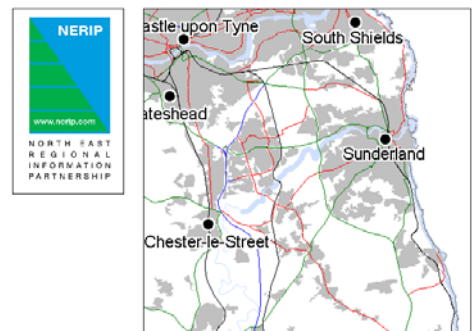 NERIP
www.nerip.com
NORTH EAST
REGIONAL
INFORMATION
PARTNERSHIP
astle upon Tyne
South Shields
ateshead
Sunderland
Chester-le-Street